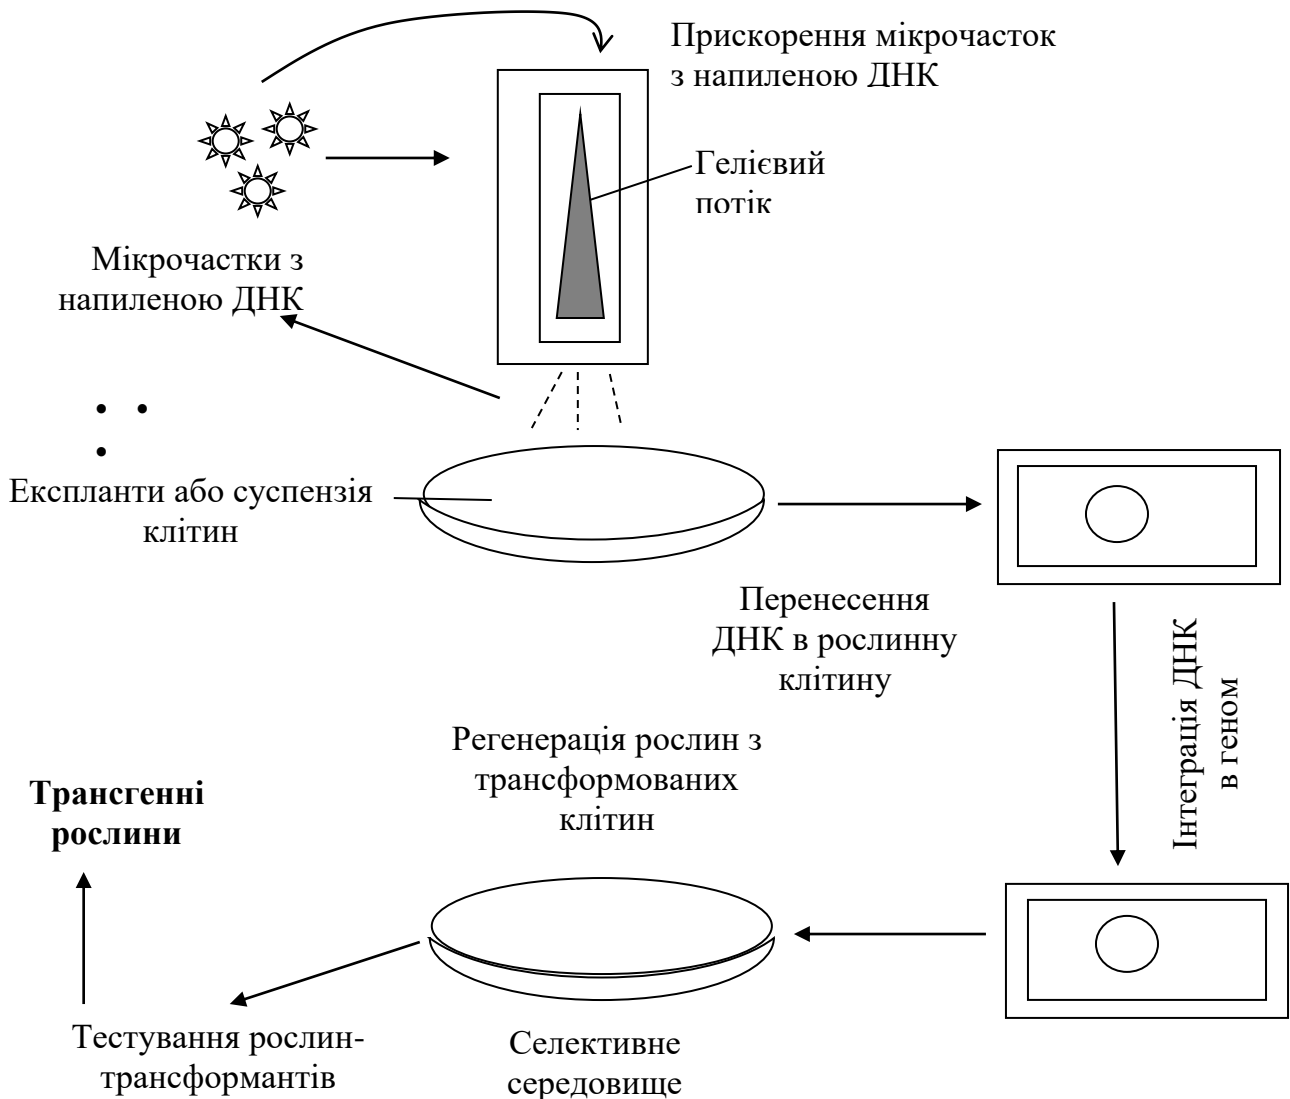 Прискорення мікрочасток
з напиленою ДНК
Гелієвий
потік
Мікрочастки з
напиленою ДНК
Експланти або суспензія
клітин
Перенесення
ДНК в рослинну
клітину
Інтеграція ДНК
в геном
Регенерація рослин з
трансформованих
клітин
Трансгенні
рослини
Тестування рослин-
трансформантів
Селективне
середовище